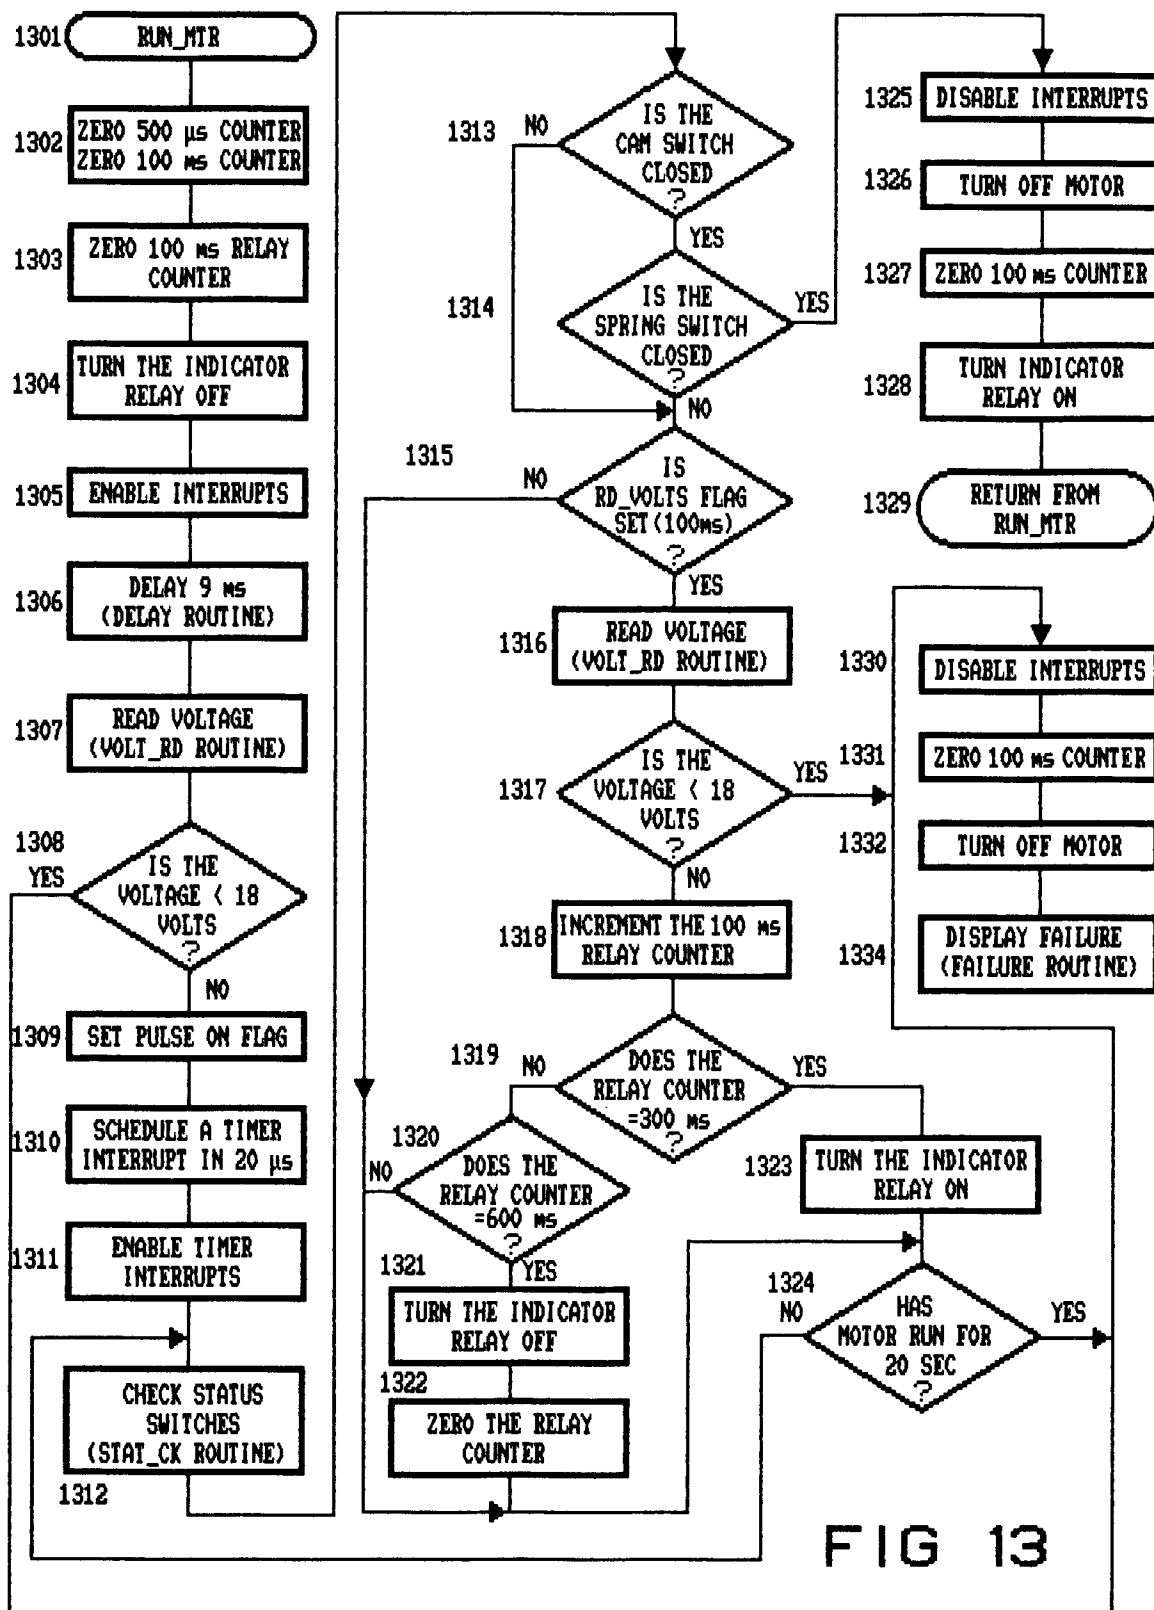 1301
RUN_MTR
1302
ZERO 500 µs COUNTER
ZERO 100 ms COUNTER
1303
ZERO 100 ms RELAY
COUNTER
1304
TURN THE INDICATOR
RELAY OFF
1305
ENABLE INTERRUPTS
1306
DELAY 9 ms
(DELAY ROUTINE)
1307
READ VOLTAGE
(VOLT_RD ROUTINE)
1308
YES
IS THE
VOLTAGE < 18
VOLTS
?
NO
1309
SET PULSE ON FLAG
1310
SCHEDULE A TIMER
INTERRUPT IN 20 µs
1311
ENABLE TIMER
INTERRUPTS
CHECK STATUS
SWITCHES
(STAT_CK ROUTINE)
1312
1313
NO
IS THE
CAM SWITCH
CLOSED
?
YES
1314
IS THE
SPRING SWITCH
CLOSED
?
YES
NO
1315
NO
IS
RD_VOLTS FLAG
SET(100ms)
?
YES
1316
READ VOLTAGE
(VOLT_RD ROUTINE)
1317
IS THE
VOLTAGE < 18
VOLTS
?
YES
NO
1318
INCREMENT THE 100 ms
RELAY COUNTER
1319
NO
DOES THE
RELAY COUNTER
=300 ms
?
YES
1320
NO
DOES THE
RELAY COUNTER
=600 ms
?
YES
1321
TURN THE INDICATOR
RELAY OFF
1322
ZERO THE RELAY
COUNTER
1323
TURN THE INDICATOR
RELAY ON
1324
NO
HAS
MOTOR RUN FOR
20 SEC
?
YES
1325
DISABLE INTERRUPTS
1326
TURN OFF MOTOR
1327
ZERO 100 ms COUNTER
1328
TURN INDICATOR
RELAY ON
1329
RETURN FROM
RUN_MTR
1330
DISABLE INTERRUPTS
1331
ZERO 100 ms COUNTER
1332
TURN OFF MOTOR
1334
DISPLAY FAILURE
(FAILURE ROUTINE)
FIG 13